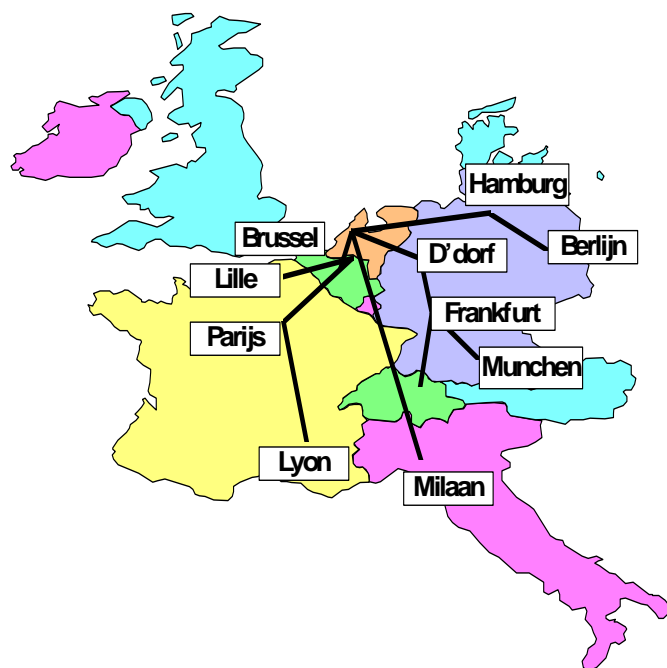 Hamburg
Brussel
Berlijn
D'dorf
Lille
Frankfurt
Parijs
Munchen
Lyon
Milaan